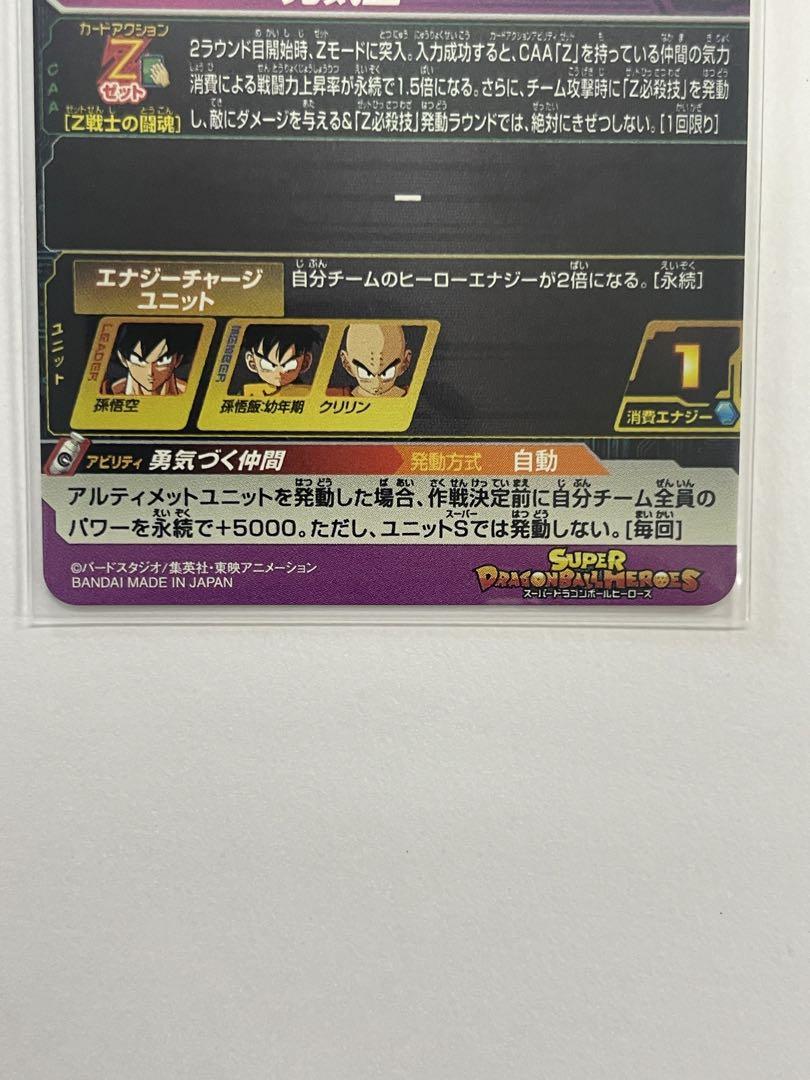 カードアクション
Z
ゼット
CAA
[Z戦士の闘魂]
2ラウンド目開始時、Zモードに突入。入力成功すると、CAA「Z」を持っている仲間の気力
消費による戦闘力上昇率が永続で1.5倍になる。さらに、チーム攻撃時に「Z必殺技」を発動
し、敵にダメージを与える&「Z必殺技」発動ラウンドでは、絶対にきぜつしない。[1回限り]
ー
ユニット
エナジーチャージ
ユニット
自分チームのヒーローエナジーが2倍になる。[永続]
LEADER
孫悟空
MEMBER
孫悟飯:幼年期
クリリン
1
消費エナジー
アビリティ 勇気づく仲間
発動方式 自動
アルティメットユニットを発動した場合、作戦決定前に自分チーム全員の
パワーを永続で+5000。ただし、ユニットSでは発動しない。[毎回]
©バードスタジオ/集英社・東映アニメーション
BANDAI MADE IN JAPAN
SUPER
DRAGONBALL HEROES
スーパードラゴンボールヒーローズ